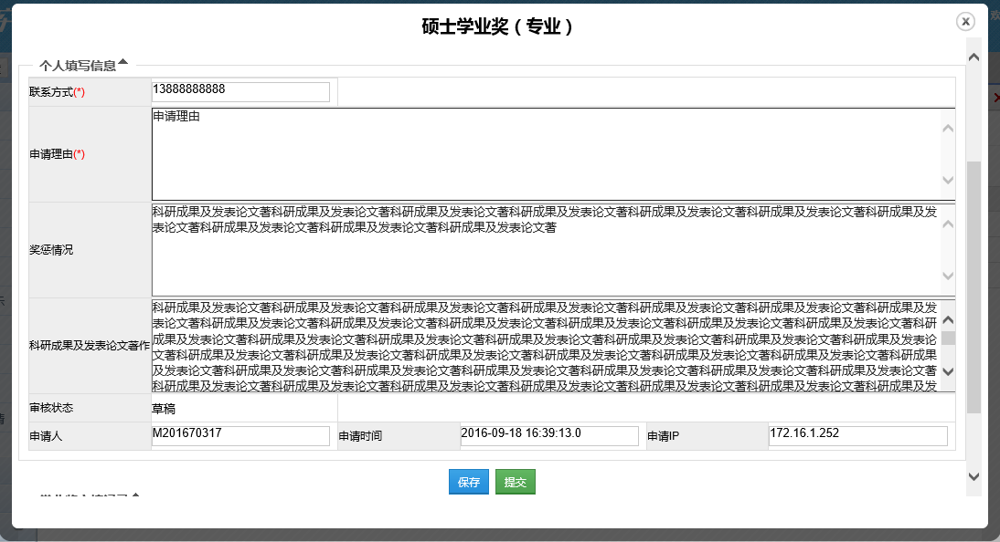 硕士学业奖（专业）
个人填写信息
联系方式(*)
13888888888
申请理由(*)
申请理由
奖惩情况
科研成果及发表论文著科研成果及发表论文著科研成果及发表论文著科研成果及发表论文著科研成果及发表论文著科研成果及发表论文著科研成果及发
表论文著科研成果及发表论文著科研成果及发表论文著科研成果及发表论文著
科研成果及发表论文著作
科研成果及发表论文著科研成果及发表论文著科研成果及发表论文著科研成果及发表论文著科研成果及发表论文著科研成果及发表论文著科研成果及发
表论文著科研成果及发表论文著科研成果及发表论文著科研成果及发表论文著科研成果及发表论文著科研成果及发表论文著科研成果及发表论文著科研
成果及发表论文著科研成果及发表论文著科研成果及发表论文著科研成果及发表论文著科研成果及发表论文著科研成果及发表论文著科研成果及发表论
文著科研成果及发表论文著科研成果及发表论文著科研成果及发表论文著科研成果及发表论文著科研成果及发表论文著科研成果及发表论文著科研成果
及发表论文著科研成果及发表论文著科研成果及发表论文著科研成果及发表论文著科研成果及发表论文著科研成果及发表论文著科研成果及发表论文著
科研成果及发表论文著科研成果及发表论文著科研成果及发表论文著科研成果及发表论文著科研成果及发表论文著科研成果及发表论文著科研成果及发
审核状态
草稿
申请人
M201670317
申请时间
2016-09-18 16:39:13.0
申请IP
172.16.1.252
保存
提交